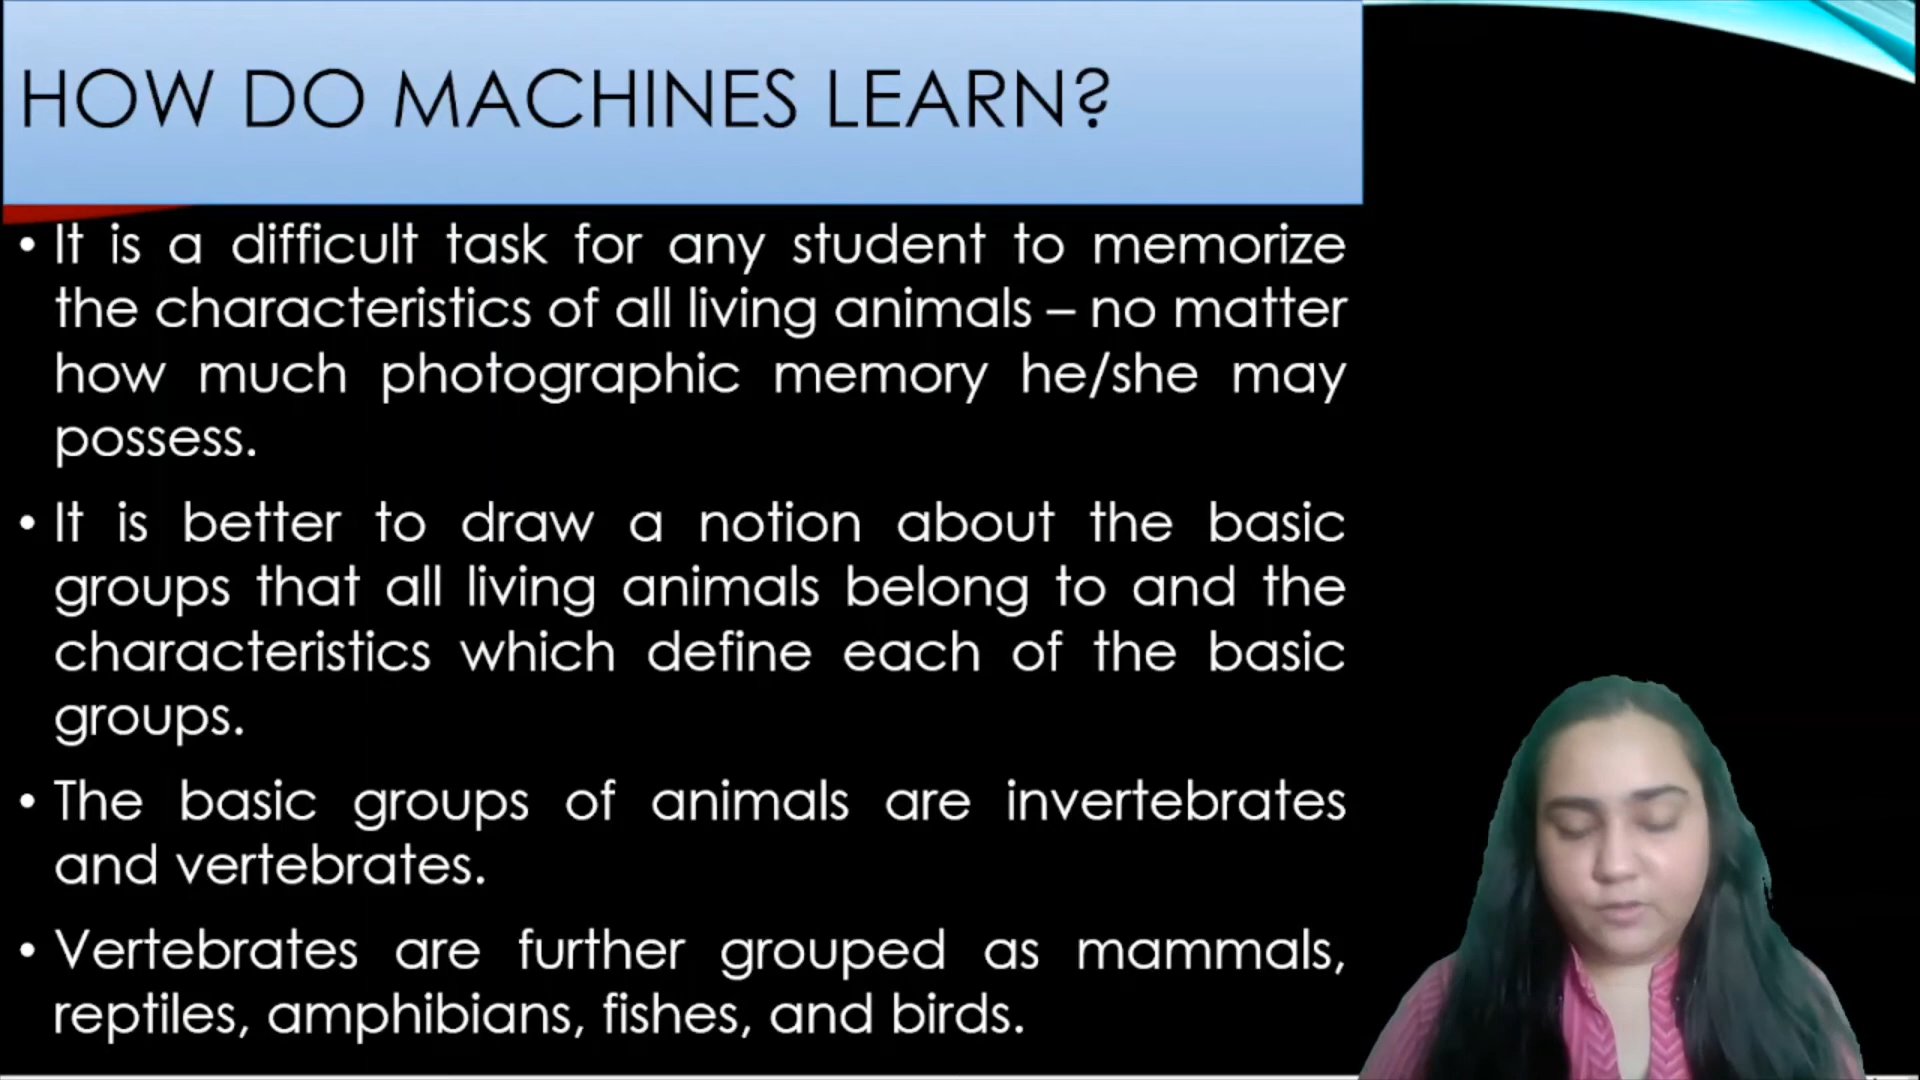 HOW DO MACHINES LEARN?
• It is a difficult task for any student to memorize
the characteristics of all living animals – no matter
how much photographic memory he/she may
possess.
• It is better to draw a notion about the basic
groups that all living animals belong to and the
characteristics which define each of the basic
groups.
• The basic groups of animals are invertebrates
and vertebrates.
• Vertebrates are further grouped as mammals,
reptiles, amphibians, fishes, and birds.